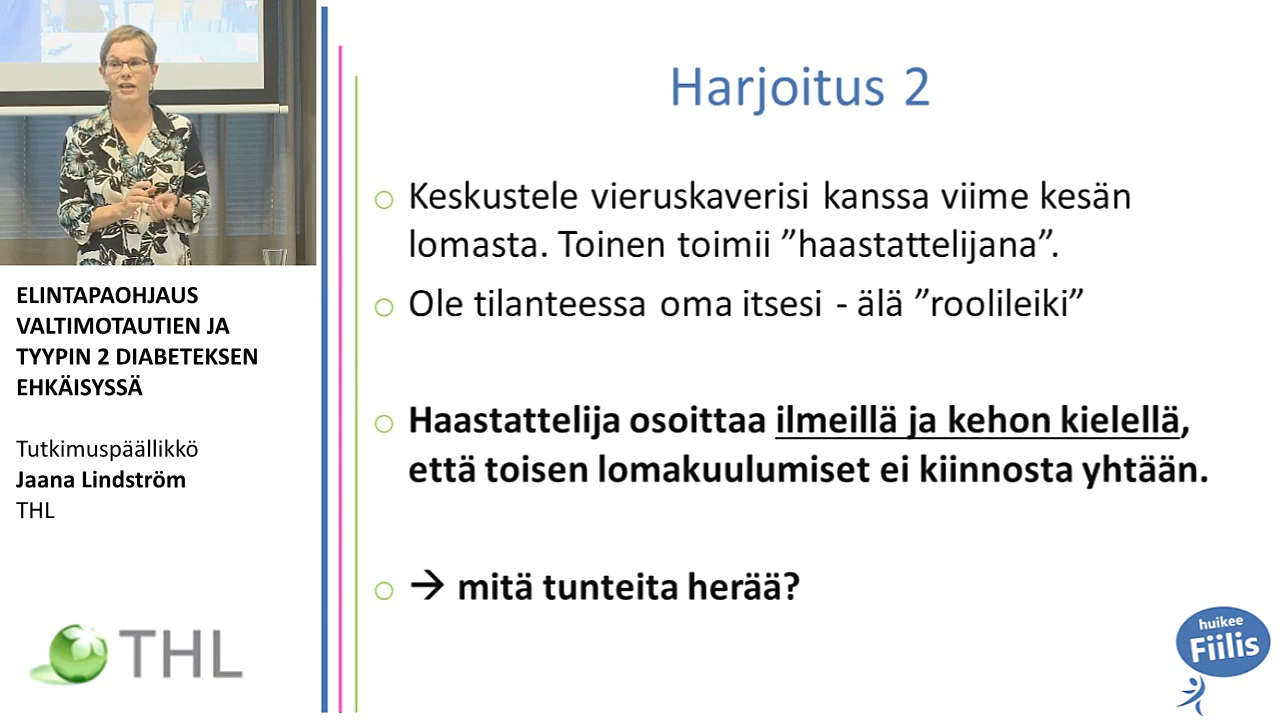 ELINTAPAOHJAUS
VALTIMOTAUTIEN JA
TYYPIN 2 DIABETEKSEN
EHKÄISYSSÄ
Tutkimuspäällikkö
Jaana Lindström
THL
THL
Harjoitus 2
Keskustele vieruskaverisi kanssa viime kesän
lomasta. Toinen toimii ”haastattelijana”.
Ole tilanteessa oma itsesi - älä ”roolileiki”
Haastattelija osoittaa ilmeillä ja kehon kielellä,
että toisen lomakuulumiset ei kiinnosta yhtään.
→ mitä tunteita herää?
huikee
Fiilis